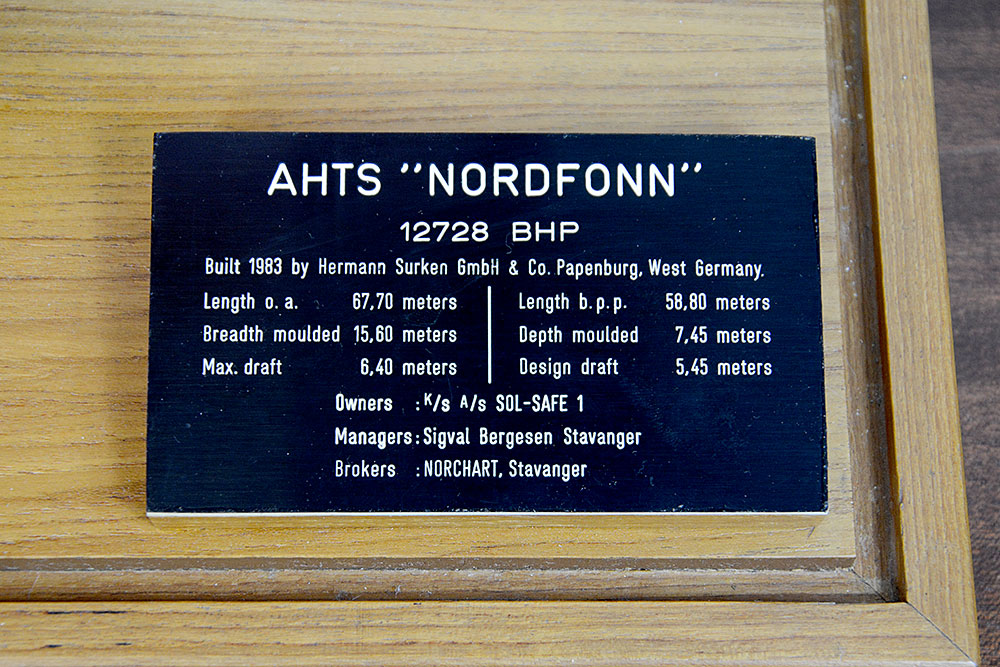 AHTS "NORDFONN"
12728 BHP
Built 1983 by Hermann Surken GmbH & Co. Papenburg, West Germany.
Length o. a. 67,70 meters Length b. p. p. 58,80 meters
Breadth moulded 15,60 meters Depth moulded 7,45 meters
Max. draft 6,40 meters Design draft 5,45 meters
Owners : K/s A/s SOL-SAFE 1
Managers : Sigval Bergesen Stavanger
Brokers : NORCHART, Stavanger